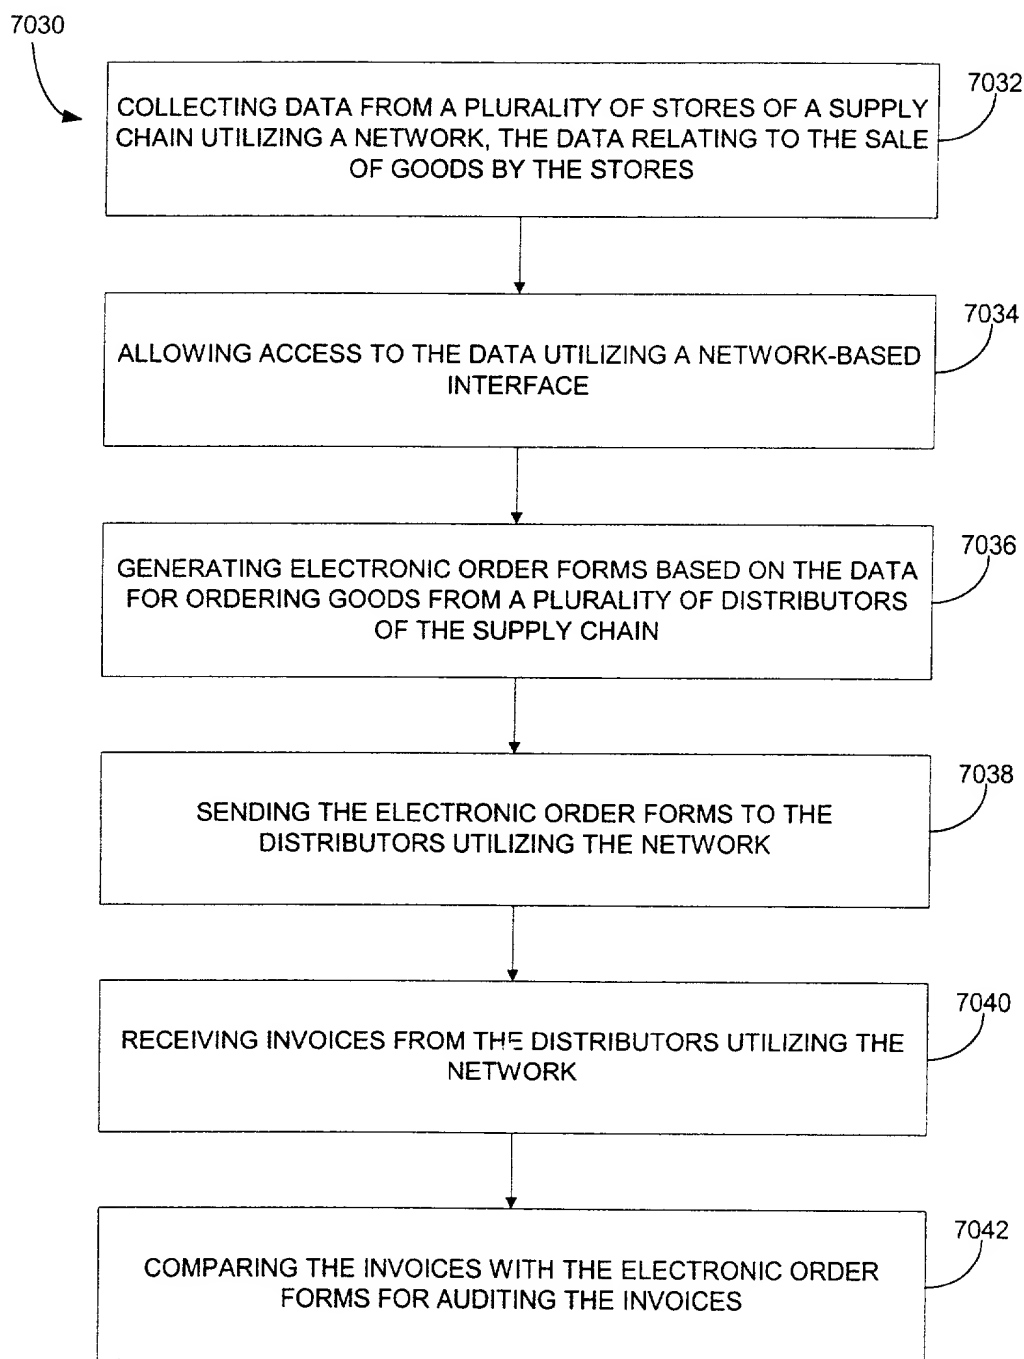 7030
7032
COLLECTING DATA FROM A PLURALITY OF STORES OF A SUPPLY
CHAIN UTILIZING A NETWORK, THE DATA RELATING TO THE SALE
OF GOODS BY THE STORES
7034
ALLOWING ACCESS TO THE DATA UTILIZING A NETWORK-BASED
INTERFACE
7036
GENERATING ELECTRONIC ORDER FORMS BASED ON THE DATA
FOR ORDERING GOODS FROM A PLURALITY OF DISTRIBUTORS
OF THE SUPPLY CHAIN
7038
SENDING THE ELECTRONIC ORDER FORMS TO THE
DISTRIBUTORS UTILIZING THE NETWORK
7040
RECEIVING INVOICES FROM THE DISTRIBUTORS UTILIZING THE
NETWORK
7042
COMPARING THE INVOICES WITH THE ELECTRONIC ORDER
FORMS FOR AUDITING THE INVOICES